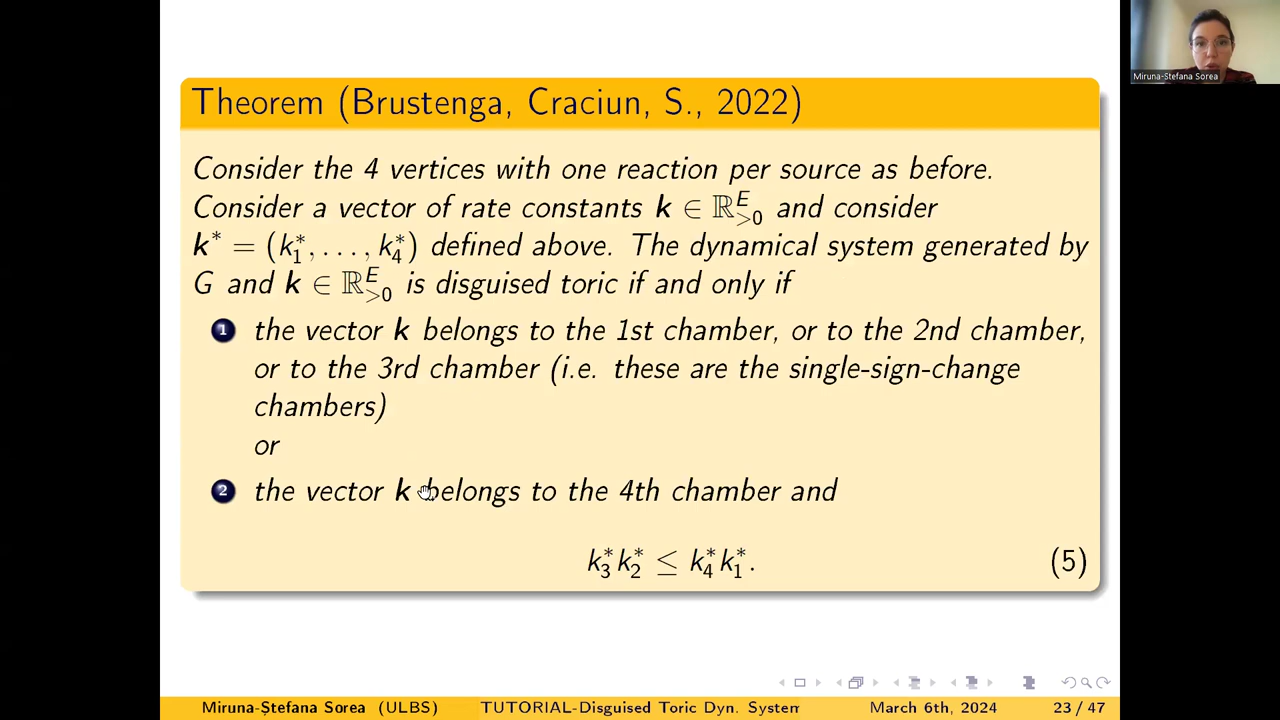 Miruna-Ștefana Sorea
Theorem (Brustenga, Craciun, S., 2022)
Consider the 4 vertices with one reaction per source as before.
Consider a vector of rate constants k ∈ ℝ^E_{>0} and consider
k* = (k*_1, . . . , k*_4) defined above. The dynamical system generated by
G and k ∈ ℝ^E_{>0} is disguised toric if and only if
1 the vector k belongs to the 1st chamber, or to the 2nd chamber,
or to the 3rd chamber (i.e. these are the single-sign-change
chambers)
or
2 the vector k belongs to the 4th chamber and
k*_3 k*_2 ≤ k*_4 k*_1. (5)
Miruna-Ștefana Sorea (ULBS) TUTORIAL-Disguised Toric Dyn. System March 6th, 2024 23 / 47